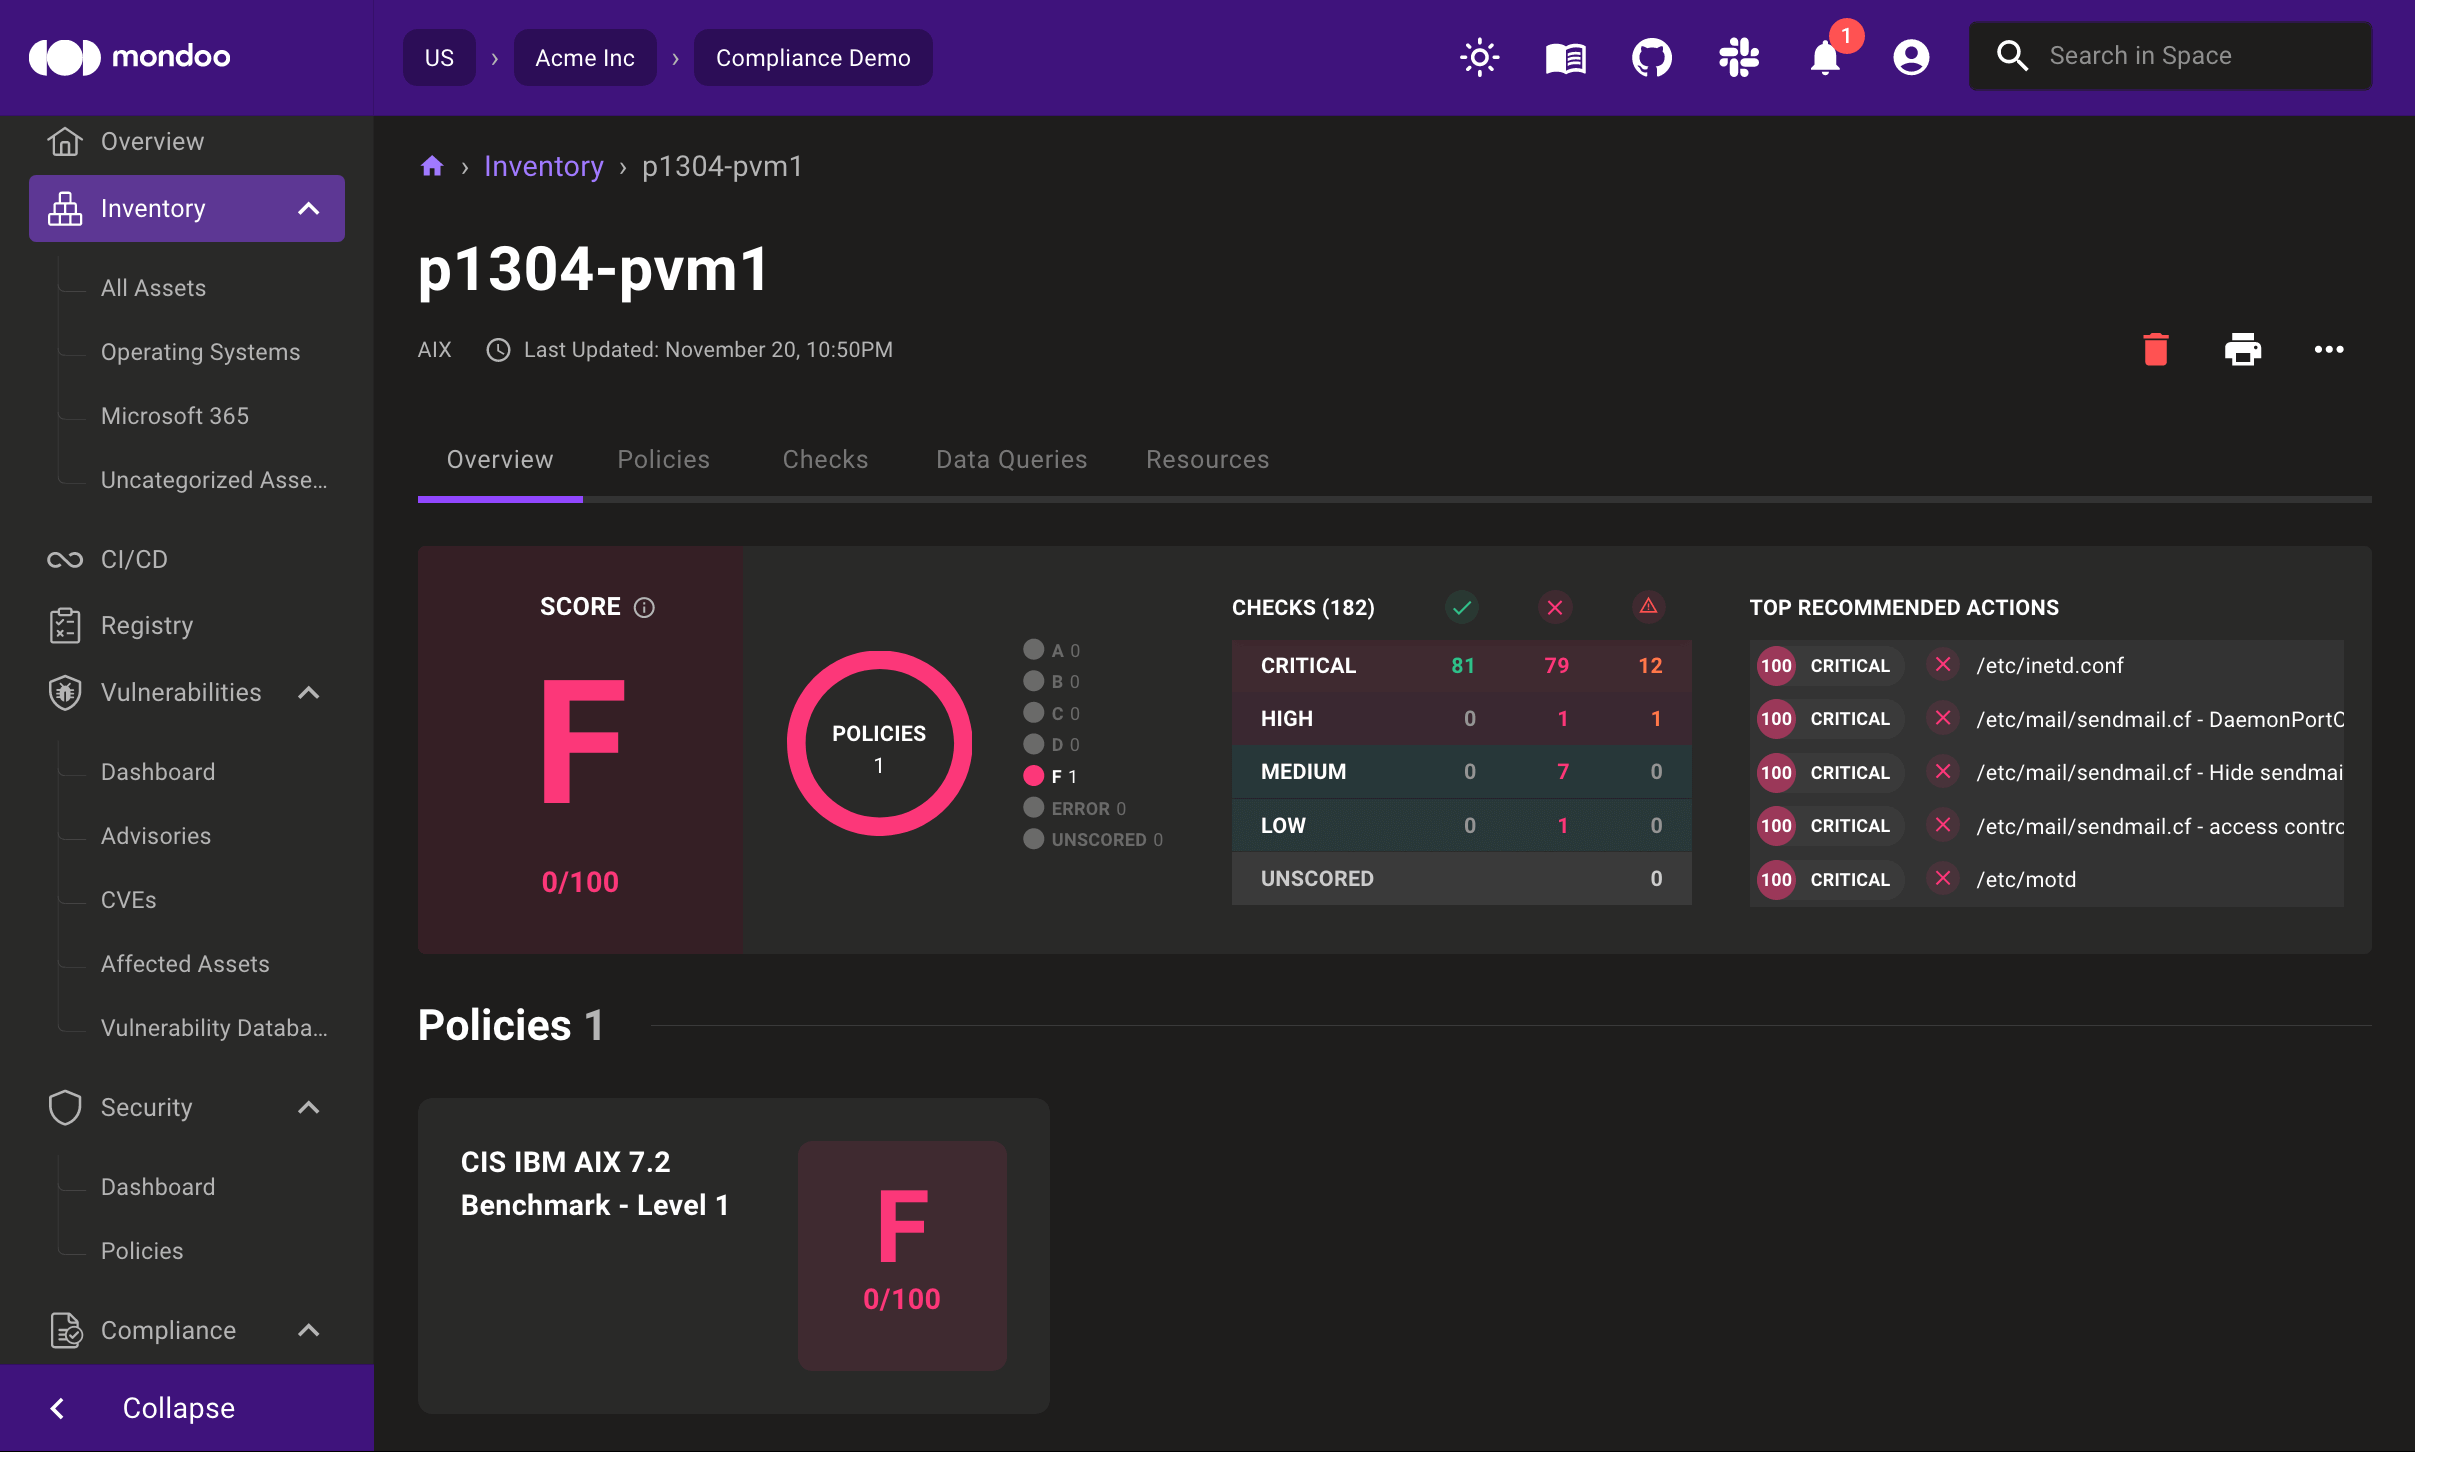 mondoo
US › Acme Inc › Compliance Demo
1
Search in Space
Overview
Inventory
All Assets
Operating Systems
Microsoft 365
Uncategorized Asse...
CI/CD
Registry
Vulnerabilities
Dashboard
Advisories
CVEs
Affected Assets
Vulnerability Databa...
Security
Dashboard
Policies
Compliance
Collapse
› Inventory › p1304-pvm1
p1304-pvm1
AIX Last Updated: November 20, 10:50PM
Overview Policies Checks Data Queries Resources
SCORE
F
0/100
POLICIES
1
A 0
B 0
C 0
D 0
F 1
ERROR 0
UNSCORED 0
CHECKS (182)
CRITICAL 81 79 12
HIGH 0 1 1
MEDIUM 0 7 0
LOW 0 1 0
UNSCORED 0
TOP RECOMMENDED ACTIONS
100 CRITICAL /etc/inetd.conf
100 CRITICAL /etc/mail/sendmail.cf - DaemonPortO
100 CRITICAL /etc/mail/sendmail.cf - Hide sendmai
100 CRITICAL /etc/mail/sendmail.cf - access contro
100 CRITICAL /etc/motd
Policies 1
CIS IBM AIX 7.2
Benchmark - Level 1
F
0/100